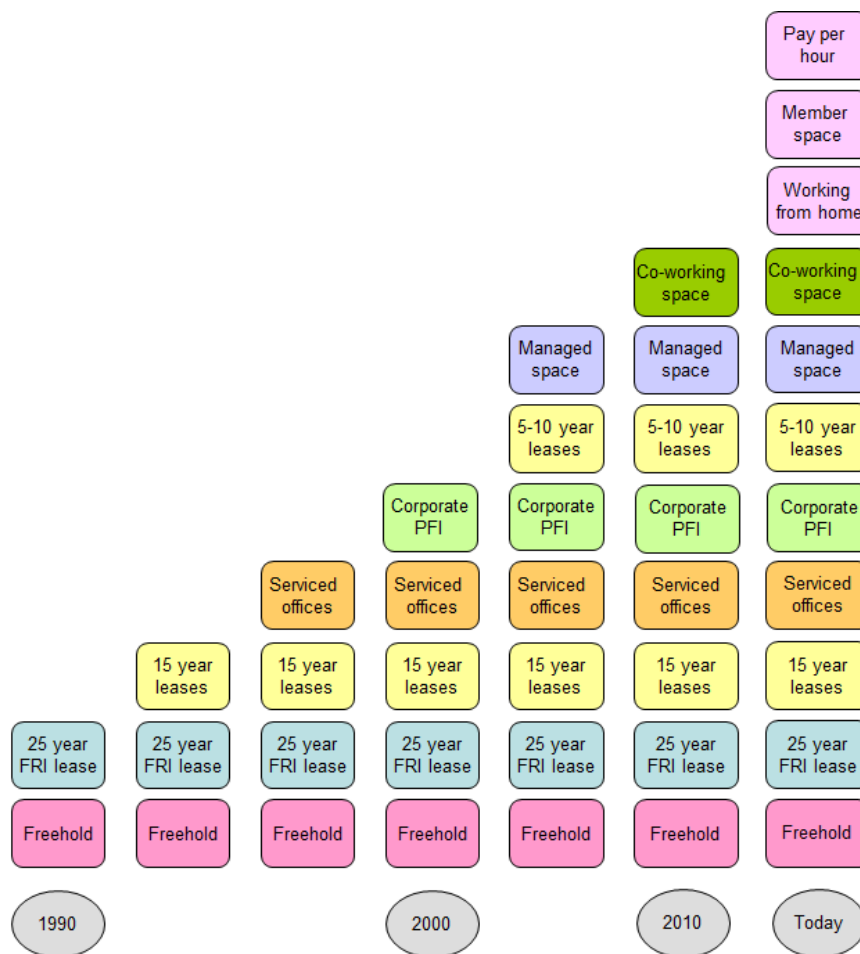 Pay per
hour
Member
space
Working
from home
Co-working
space
Co-working
space
Managed
space
Managed
space
Managed
space
5-10 year
leases
5-10 year
leases
5-10 year
leases
Corporate
PFI
Corporate
PFI
Corporate
PFI
Corporate
PFI
Serviced
offices
Serviced
offices
Serviced
offices
Serviced
offices
Serviced
offices
15 year
leases
15 year
leases
15 year
leases
15 year
leases
15 year
leases
15 year
leases
25 year
FRI lease
25 year
FRI lease
25 year
FRI lease
25 year
FRI lease
25 year
FRI lease
25 year
FRI lease
25 year
FRI lease
Freehold
Freehold
Freehold
Freehold
Freehold
Freehold
Freehold
1990
2000
2010
Today